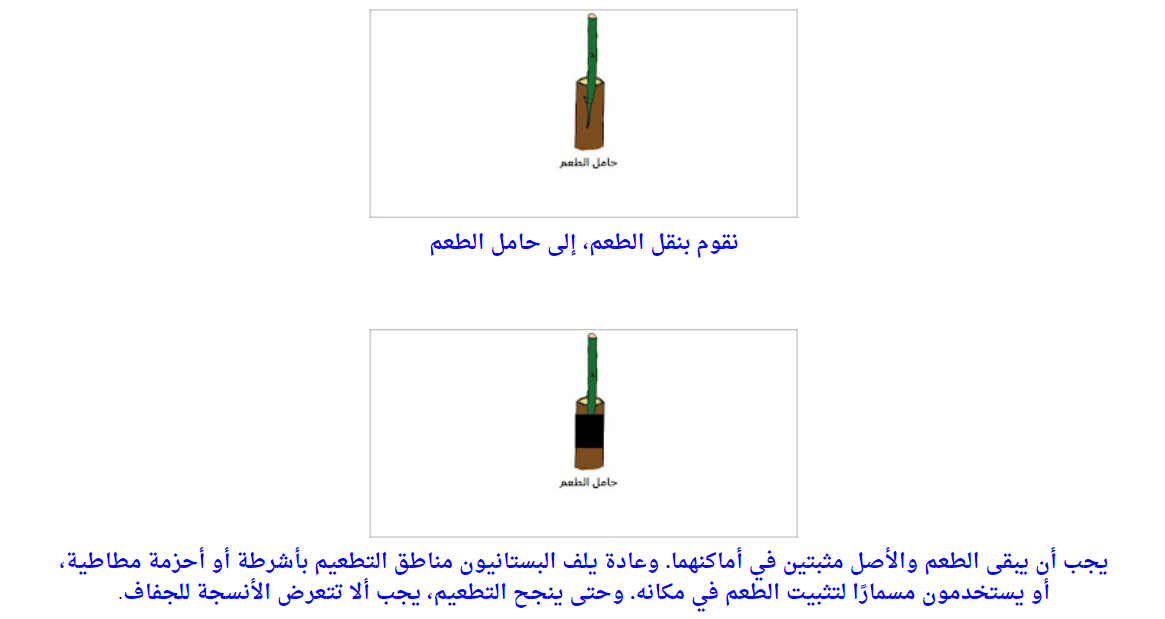 حامل الطعم
نقوم بنقل الطعم، إلى حامل الطعم
حامل الطعم
يجب أن يبقى الطعم والأصل مثبتين في أماكنهما. وعادة يلف البستانيون مناطق التطعيم بأشرطة أو أحزمة مطاطية،
أو يستخدمون مسمارًا لتثبيت الطعم في مكانه. وحتى ينجح التطعيم، يجب ألا تتعرض الأنسجة للجفاف.